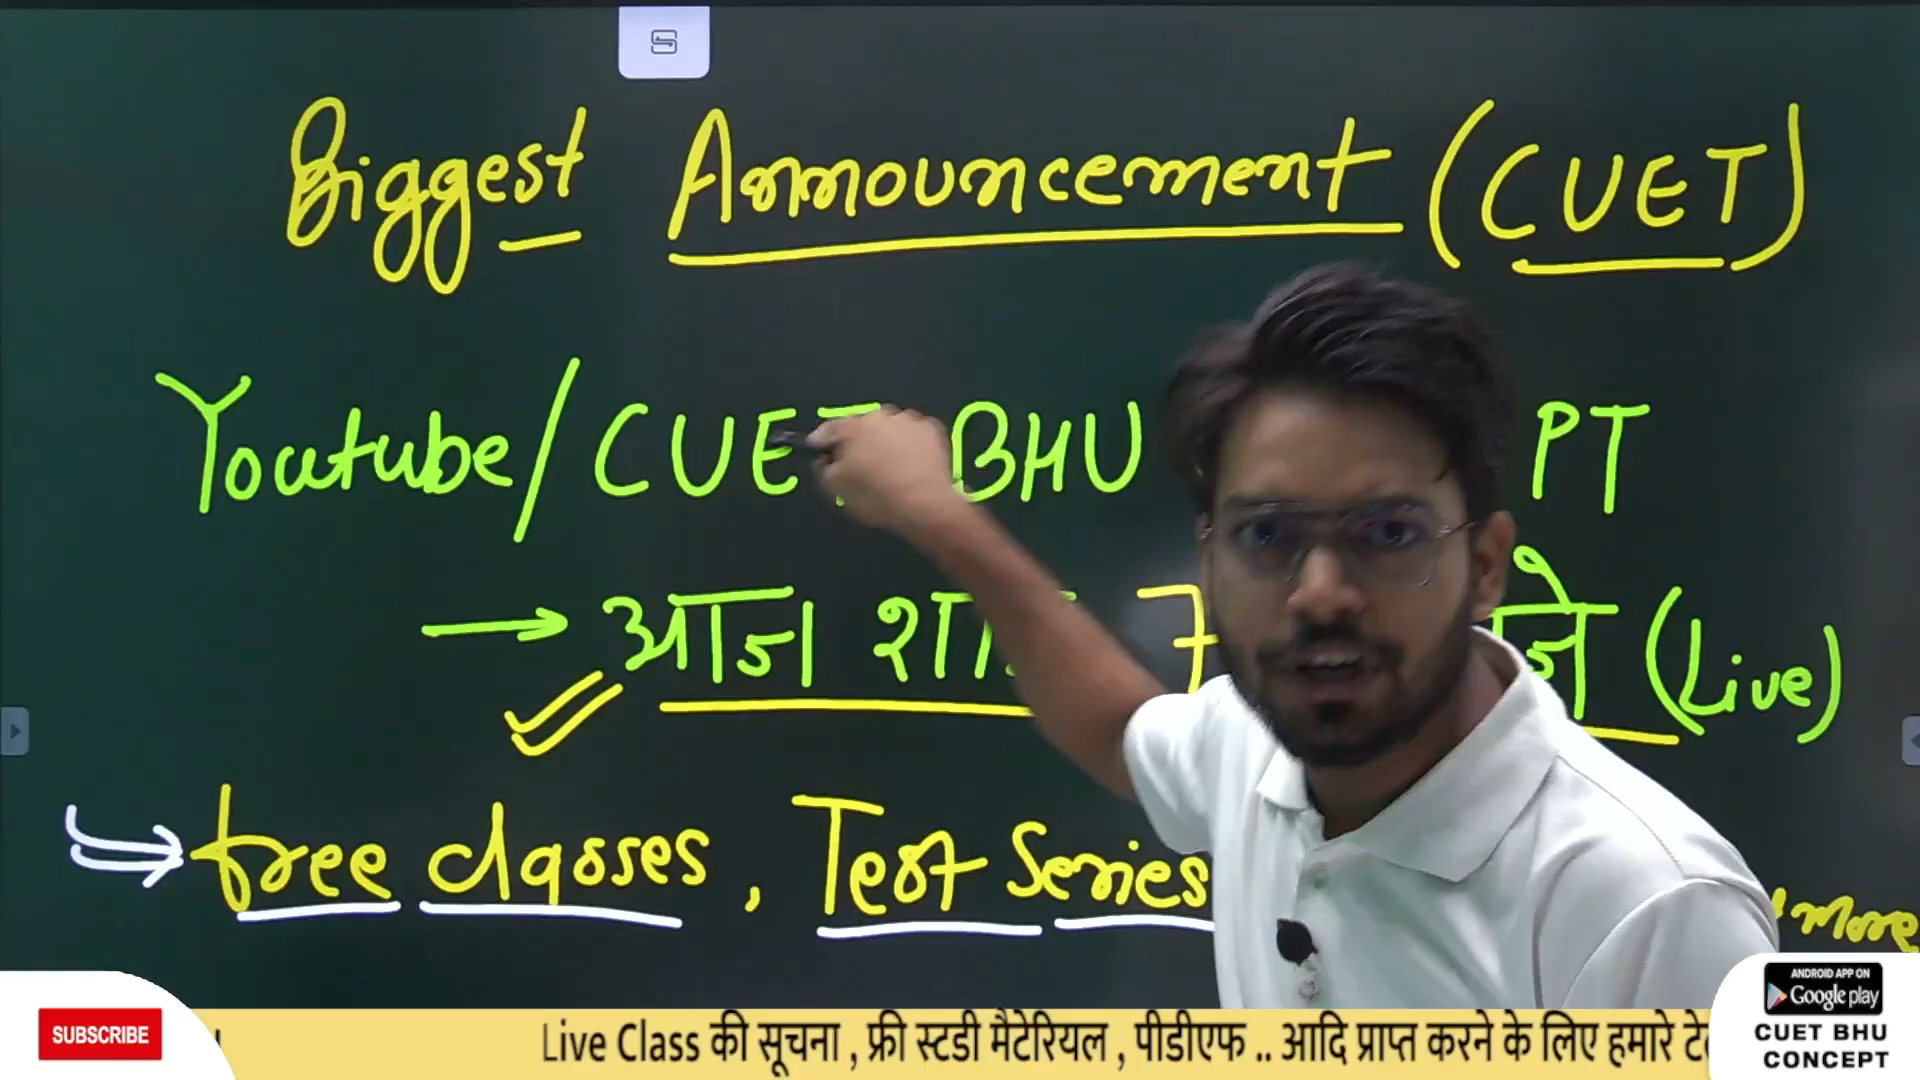 Biggest Announcement (CUET)
Youtube/CUET BHU PT
आज 7 (Live)
free classes, Test Series
more
SUBSCRIBE
Live Class की सूचना , फ्री स्टडी मैटेरियल , पीडीएफ .. आदि प्राप्त करने के लिए हमारे
ANDROID APP ON
Google play
CUET BHU
CONCEPT